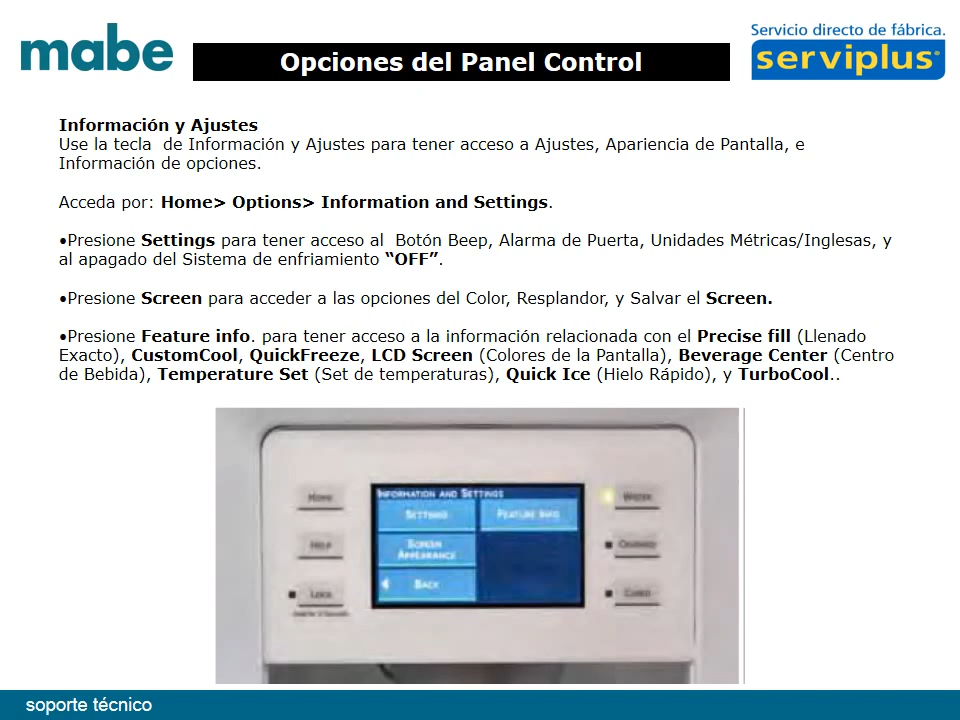 mabe
Opciones del Panel Control
Servicio directo de fábrica.
serviplus
Información y Ajustes
Use la tecla  de Información y Ajustes para tener acceso a Ajustes, Apariencia de Pantalla, e
Información de opciones.
Acceda por: Home> Options> Information and Settings.
•Presione Settings para tener acceso al  Botón Beep, Alarma de Puerta, Unidades Métricas/Inglesas, y
al apagado del Sistema de enfriamiento “OFF”.
•Presione Screen para acceder a las opciones del Color, Resplandor, y Salvar el Screen.
•Presione Feature info. para tener acceso a la información relacionada con el Precise fill (Llenado
Exacto), CustomCool, QuickFreeze, LCD Screen (Colores de la Pantalla), Beverage Center (Centro
de Bebida), Temperature Set (Set de temperaturas), Quick Ice (Hielo Rápido), y TurboCool..
Information and Settings
Settings
Feature info
Screen
Appearance
Back
Home
Help
Lock
Water
Crushed
Cubed
soporte técnico